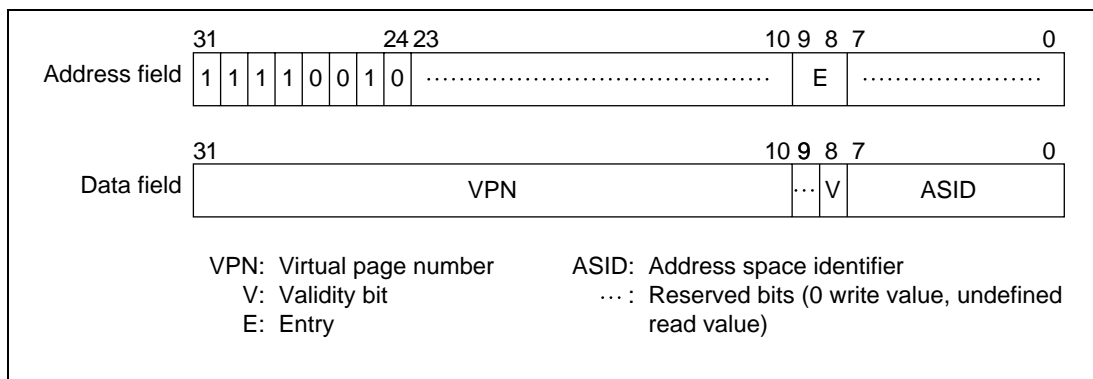 31 24 23 10 9 8 7 0
Address field 1 1 1 1 0 0 1 0 ........................................ E .....................
31 10 9 8 7 0
Data field VPN ... V ASID
VPN: Virtual page number ASID: Address space identifier
V: Validity bit ... : Reserved bits (0 write value, undefined
E: Entry read value)